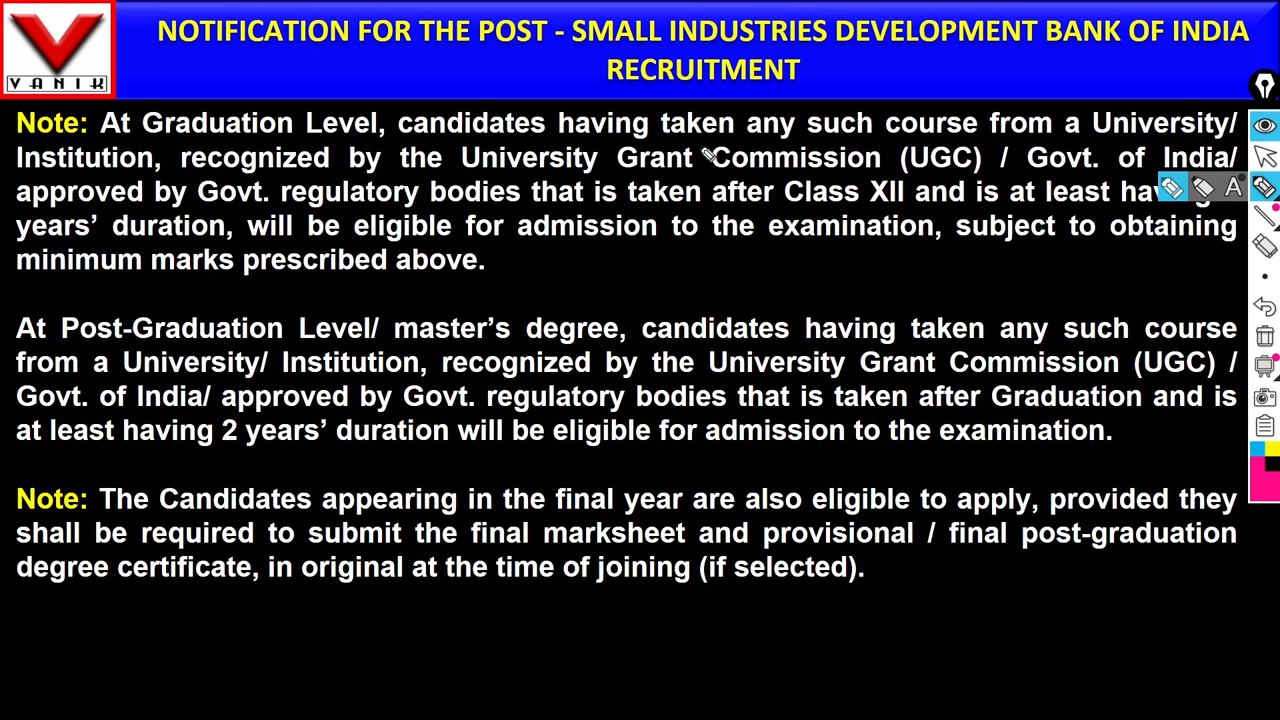 VANIK
NOTIFICATION FOR THE POST - SMALL INDUSTRIES DEVELOPMENT BANK OF INDIA
RECRUITMENT
Note: At Graduation Level, candidates having taken any such course from a University/
Institution, recognized by the University Grant Commission (UGC) / Govt. of India/
approved by Govt. regulatory bodies that is taken after Class XII and is at least
A
years’ duration, will be eligible for admission to the examination, subject to obtaining
minimum marks prescribed above.
At Post-Graduation Level/ master’s degree, candidates having taken any such course
from a University/ Institution, recognized by the University Grant Commission (UGC) /
Govt. of India/ approved by Govt. regulatory bodies that is taken after Graduation and is
at least having 2 years’ duration will be eligible for admission to the examination.
Note: The Candidates appearing in the final year are also eligible to apply, provided they
shall be required to submit the final marksheet and provisional / final post-graduation
degree certificate, in original at the time of joining (if selected).